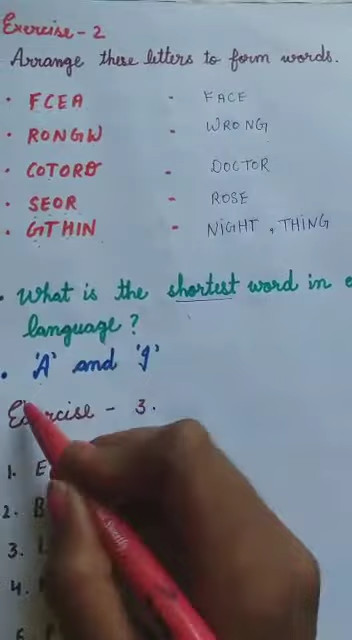 Exercise - 2
Arrange these letters to form words.
• FCEA - FACE
• RONGW - WRONG
• COTORD - DOCTOR
• SEOR - ROSE
• GTHIN - NIGHT, THING
• What is the shortest word in
language?
• 'A' and 'I'
Exercise - 3.
1. E
2. B
3. L
4.
5.